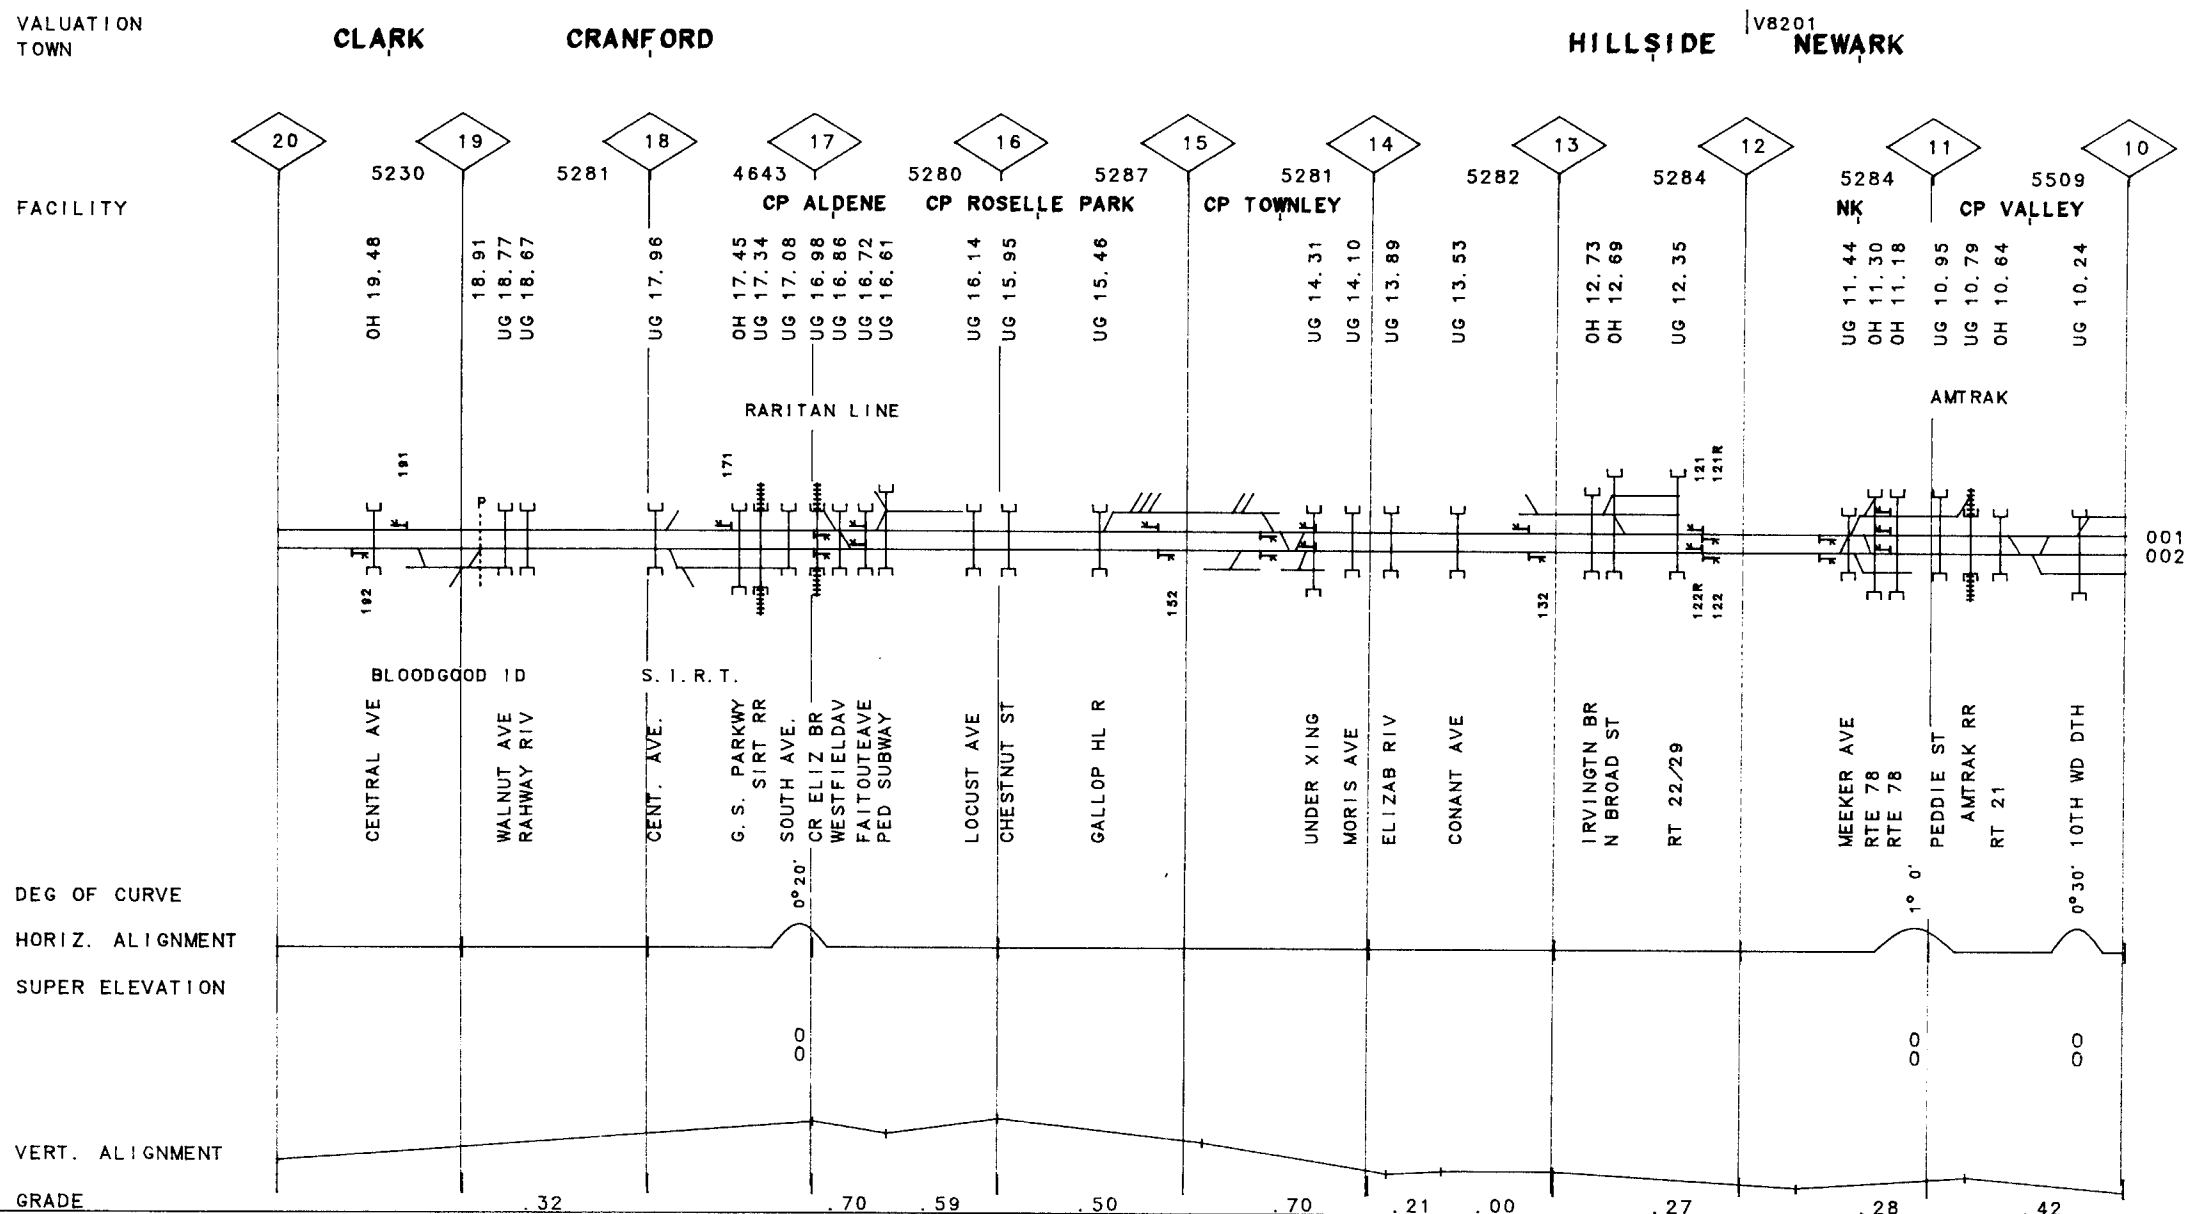 VALUATION |V8201
TOWN CLARK CRANFORD HILLSIDE NEWARK
20 19 18 17 16 15 14 13 12 11 10
5230 5281 4643 5280 5287 5281 5282 5284 5284 5509
FACILITY CP ALDENE CP ROSELLE PARK CP TOWNLEY NK CP VALLEY
OH 19.48
18.91
UG 18.77
UG 18.67
UG 17.96
OH 17.45
UG 17.34
UG 17.08
UG 16.98
UG 16.86
UG 16.72
UG 16.61
UG 16.14
OH 15.95
UG 15.46
UG 14.31
UG 14.10
UG 13.89
UG 13.53
OH 12.73
OH 12.69
UG 12.35
UG 11.44
OH 11.30
OH 11.18
UG 10.95
UG 10.79
OH 10.64
UG 10.24
RARITAN LINE AMTRAK
191 171 121 121R
P
001
002
192 152 132 122R 122
BLOODGOOD ID S.I.R.T.
CENTRAL AVE
WALNUT AVE
RAHWAY RIV
CENT. AVE.
G.S. PARKWY
SIRT RR
SOUTH AVE.
CR ELIZ BR
WESTFIELDAV
FAITOUTEAVE
PED SUBWAY
LOCUST AVE
CHESTNUT ST
GALLOP HL R
UNDER XING
MORIS AVE
ELIZAB RIV
CONANT AVE
IRVINGTN BR
N BROAD ST
RT 22/29
MEEKER AVE
RTE 78
RTE 78
PEDDIE ST
AMTRAK RR
RT 21
10TH WD DTH
DEG OF CURVE 0°20' 1° 0' 0°30'
HORIZ. ALIGNMENT
SUPER ELEVATION
0 0 0
0 0 0
VERT. ALIGNMENT
GRADE .32 .70 .59 .50 .70 .21 .00 .27 .28 .42